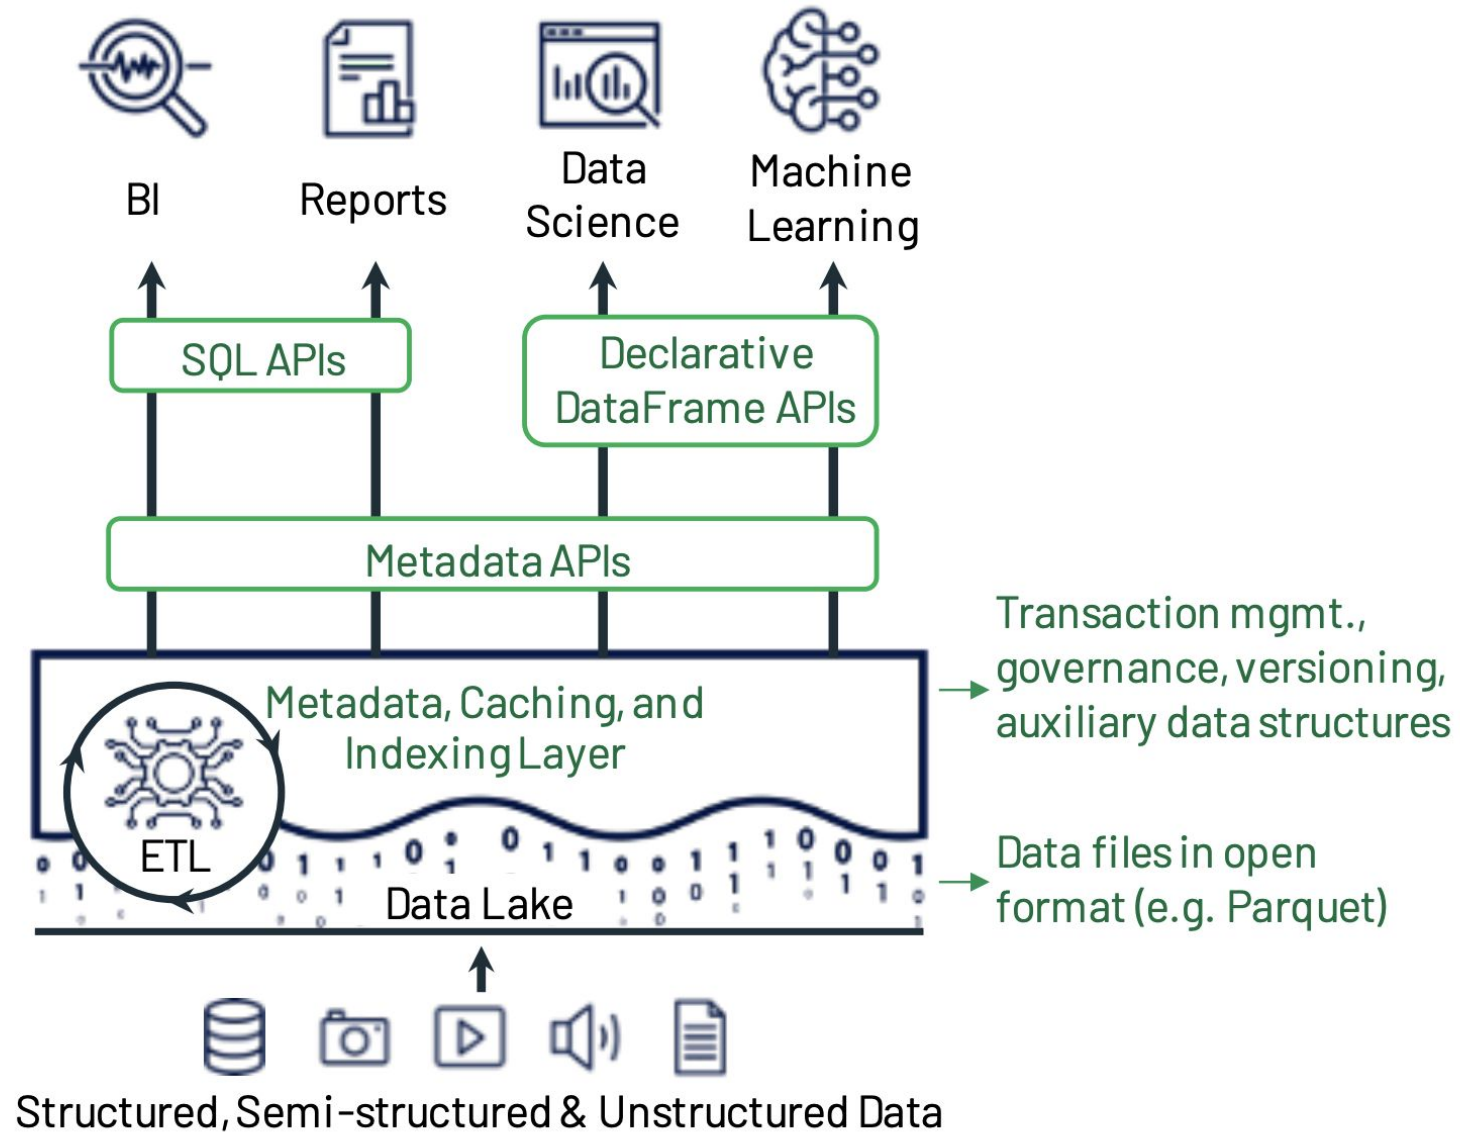 BI
Reports
Data
Science
Machine
Learning
SQL APIs
Declarative
DataFrame APIs
Metadata APIs
Transaction mgmt.,
governance, versioning,
auxiliary data structures
Metadata, Caching, and
Indexing Layer
ETL
Data Lake
Data files in open
format (e.g. Parquet)
Structured, Semi-structured & Unstructured Data